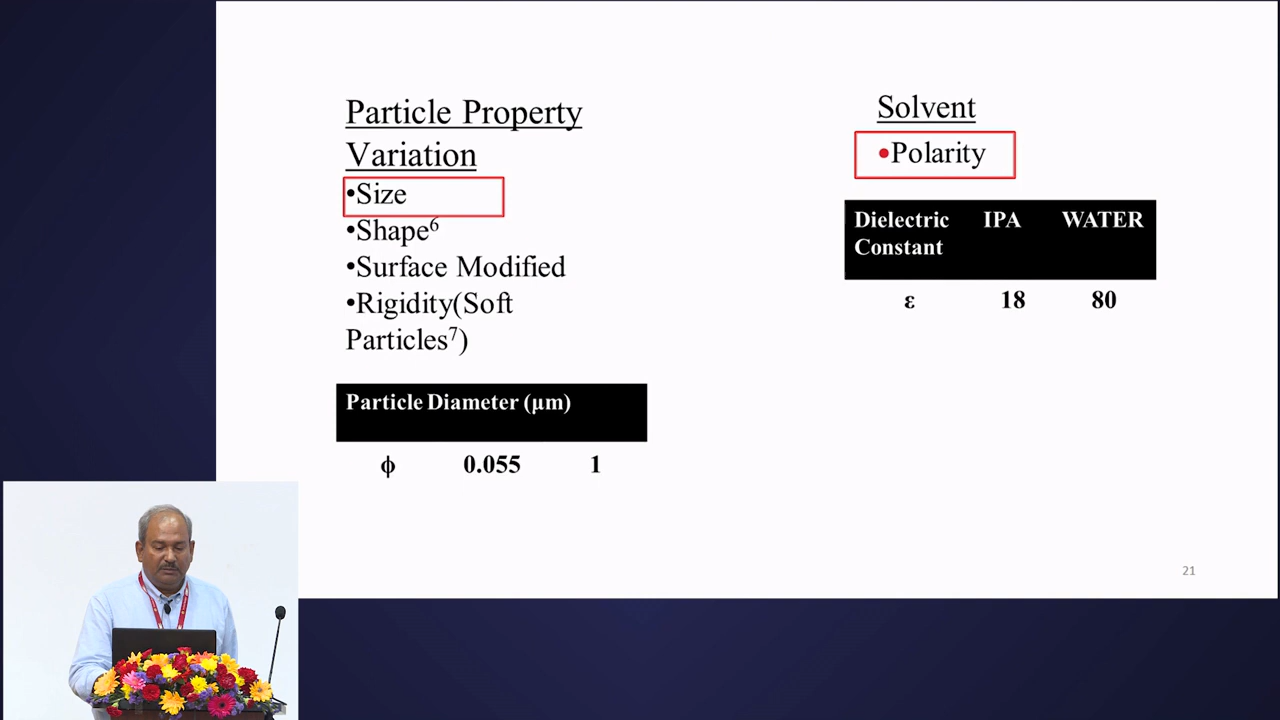 Particle Property
Variation
•Size
•Shape⁶
•Surface Modified
•Rigidity(Soft
Particles⁷)
Particle Diameter (μm)
ϕ 0.055 1
Solvent
•Polarity
Dielectric IPA WATER
Constant
ε 18 80
21